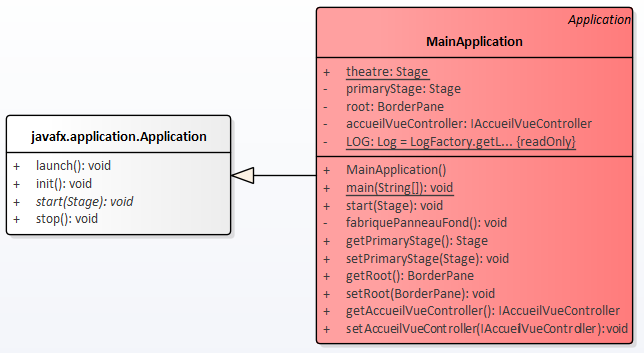 javafx.application.Application
+ launch(): void
+ init(): void
+ start(Stage): void
+ stop(): void
Application
MainApplication
+ theatre: Stage
- primaryStage: Stage
- root: BorderPane
- accueilVueController: IAccueilVueController
- LOG: Log = LogFactory.getL... {readOnly}
+ MainApplication()
+ main(String[]): void
+ start(Stage): void
- fabriquePanneauFond(): void
+ getPrimaryStage(): Stage
+ setPrimaryStage(Stage): void
+ getRoot(): BorderPane
+ setRoot(BorderPane): void
+ getAccueilVueController(): IAccueilVueController
+ setAccueilVueController(IAccueilVueController): void